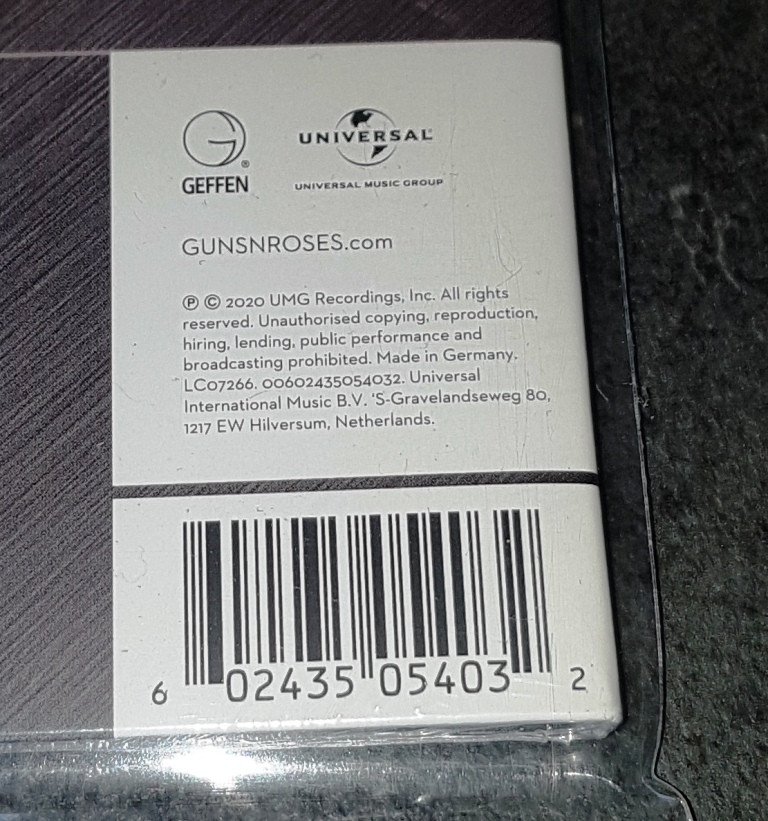 GEFFEN®
UNIVERSAL
UNIVERSAL MUSIC GROUP
GUNSNROSES.com
℗ © 2020 UMG Recordings, Inc. All rights
reserved. Unauthorised copying, reproduction,
hiring, lending, public performance and
broadcasting prohibited. Made in Germany.
LC07266. 00602435054032. Universal
International Music B.V. 'S-Gravelandseweg 80,
1217 EW Hilversum, Netherlands.
6 02435 05403 2